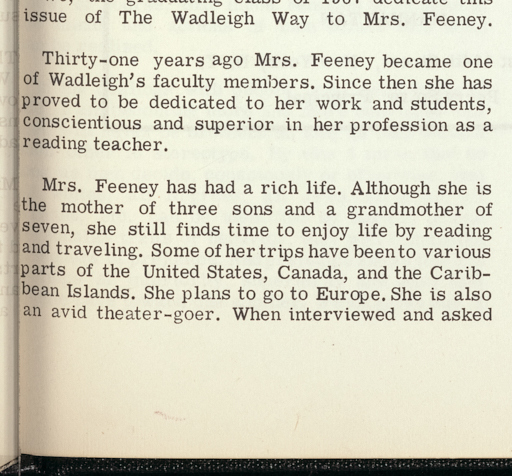 the graduating class of 1967 dedicate this
issue of The Wadleigh Way to Mrs. Feeney.
Thirty-one years ago Mrs. Feeney became one
of Wadleigh's faculty members. Since then she has
proved to be dedicated to her work and students,
conscientious and superior in her profession as a
reading teacher.
Mrs. Feeney has had a rich life. Although she is
the mother of three sons and a grandmother of
seven, she still finds time to enjoy life by reading
and traveling. Some of her trips have been to various
parts of the United States, Canada, and the Carib-
bean Islands. She plans to go to Europe. She is also
an avid theater-goer. When interviewed and asked